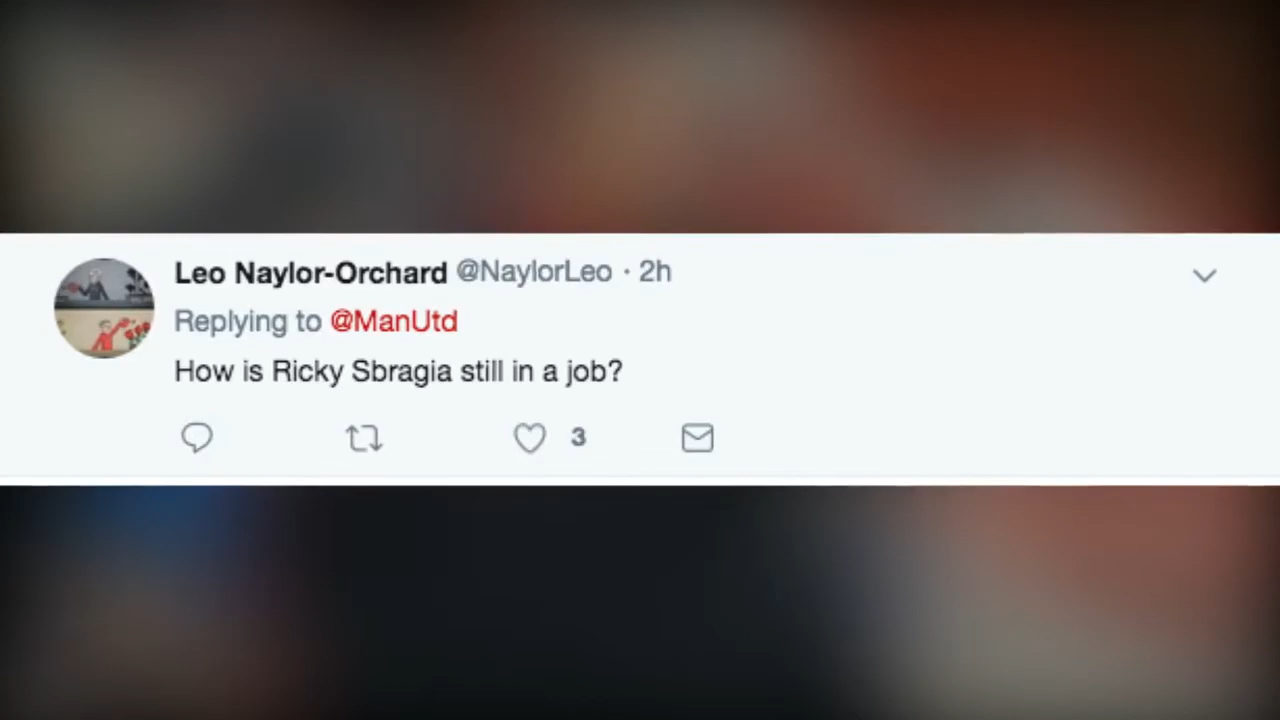 Leo Naylor-Orchard @NaylorLeo · 2h
Replying to @ManUtd
How is Ricky Sbragia still in a job?
3